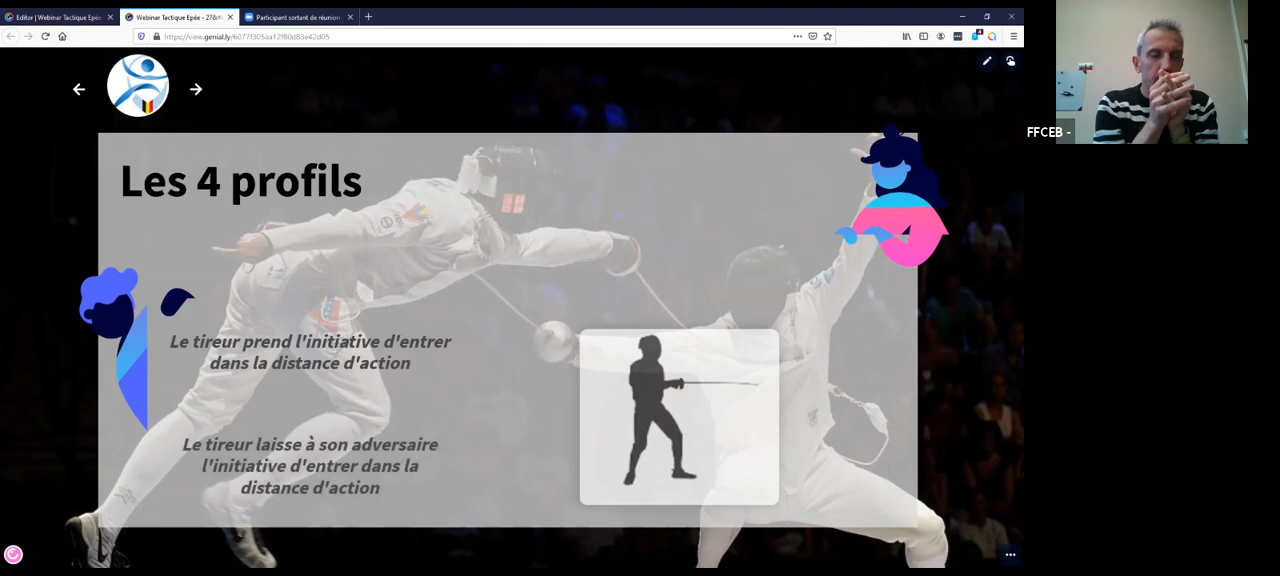 Editor | Webinar Tactique Epée
Webinar Tactique Epée - 27&#
Participant sortant de réunion
https://view.genial.ly/6077f305aa12f80d83e42d05
FFCEB -
Les 4 profils
Le tireur prend l'initiative d'entrer
dans la distance d'action
Le tireur laisse à son adversaire
l'initiative d'entrer dans la
distance d'action